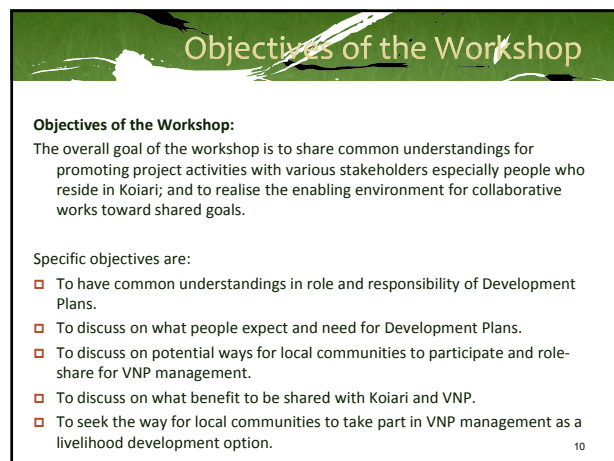 Objectives of the Workshop
Objectives of the Workshop:
The overall goal of the workshop is to share common understandings for
promoting project activities with various stakeholders especially people who
reside in Koiari; and to realise the enabling environment for collaborative
works toward shared goals.
Specific objectives are:
To have common understandings in role and responsibility of Development
Plans.
To discuss on what people expect and need for Development Plans.
To discuss on potential ways for local communities to participate and role-
share for VNP management.
To discuss on what benefit to be shared with Koiari and VNP.
To seek the way for local communities to take part in VNP management as a
livelihood development option.
10